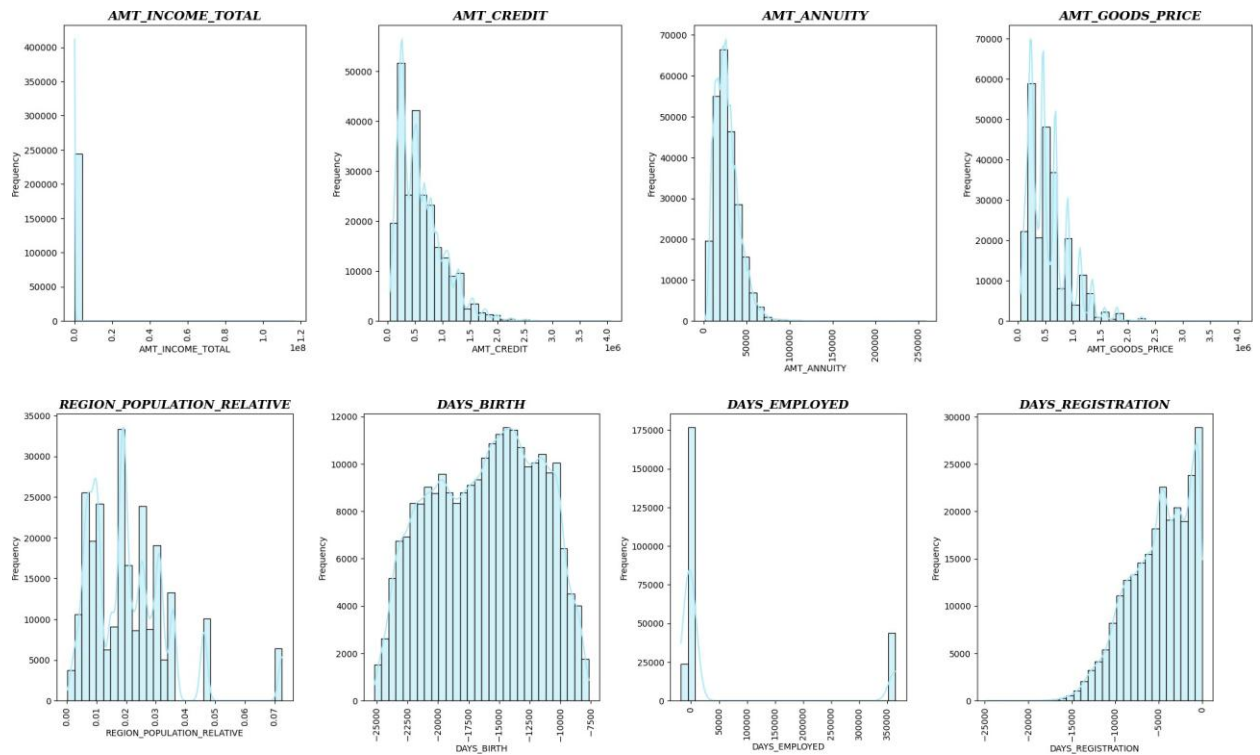 AMT_INCOME_TOTAL
Frequency
400000
350000
300000
250000
200000
150000
100000
50000
0
0.0 0.2 0.4 0.6 0.8 1.0 1.2
1e8
AMT_INCOME_TOTAL
AMT_CREDIT
Frequency
50000
40000
30000
20000
10000
0
0.0 0.5 1.0 1.5 2.0 2.5 3.0 3.5 4.0
1e6
AMT_CREDIT
AMT_ANNUITY
Frequency
70000
60000
50000
40000
30000
20000
10000
0
0 50000 100000 150000 200000 250000
AMT_ANNUITY
AMT_GOODS_PRICE
Frequency
70000
60000
50000
40000
30000
20000
10000
0
0.0 0.5 1.0 1.5 2.0 2.5 3.0 3.5 4.0
1e6
AMT_GOODS_PRICE
REGION_POPULATION_RELATIVE
Frequency
35000
30000
25000
20000
15000
10000
5000
0
0.00 0.01 0.02 0.03 0.04 0.05 0.06 0.07
REGION_POPULATION_RELATIVE
DAYS_BIRTH
Frequency
12000
10000
8000
6000
4000
2000
0
−25000 −22500 −20000 −17500 −15000 −12500 −10000 −7500
DAYS_BIRTH
DAYS_EMPLOYED
Frequency
175000
150000
125000
100000
75000
50000
25000
0
0 50000 100000 150000 200000 250000 300000 350000
DAYS_EMPLOYED
DAYS_REGISTRATION
Frequency
30000
25000
20000
15000
10000
5000
0
−25000 −20000 −15000 −10000 −5000 0
DAYS_REGISTRATION